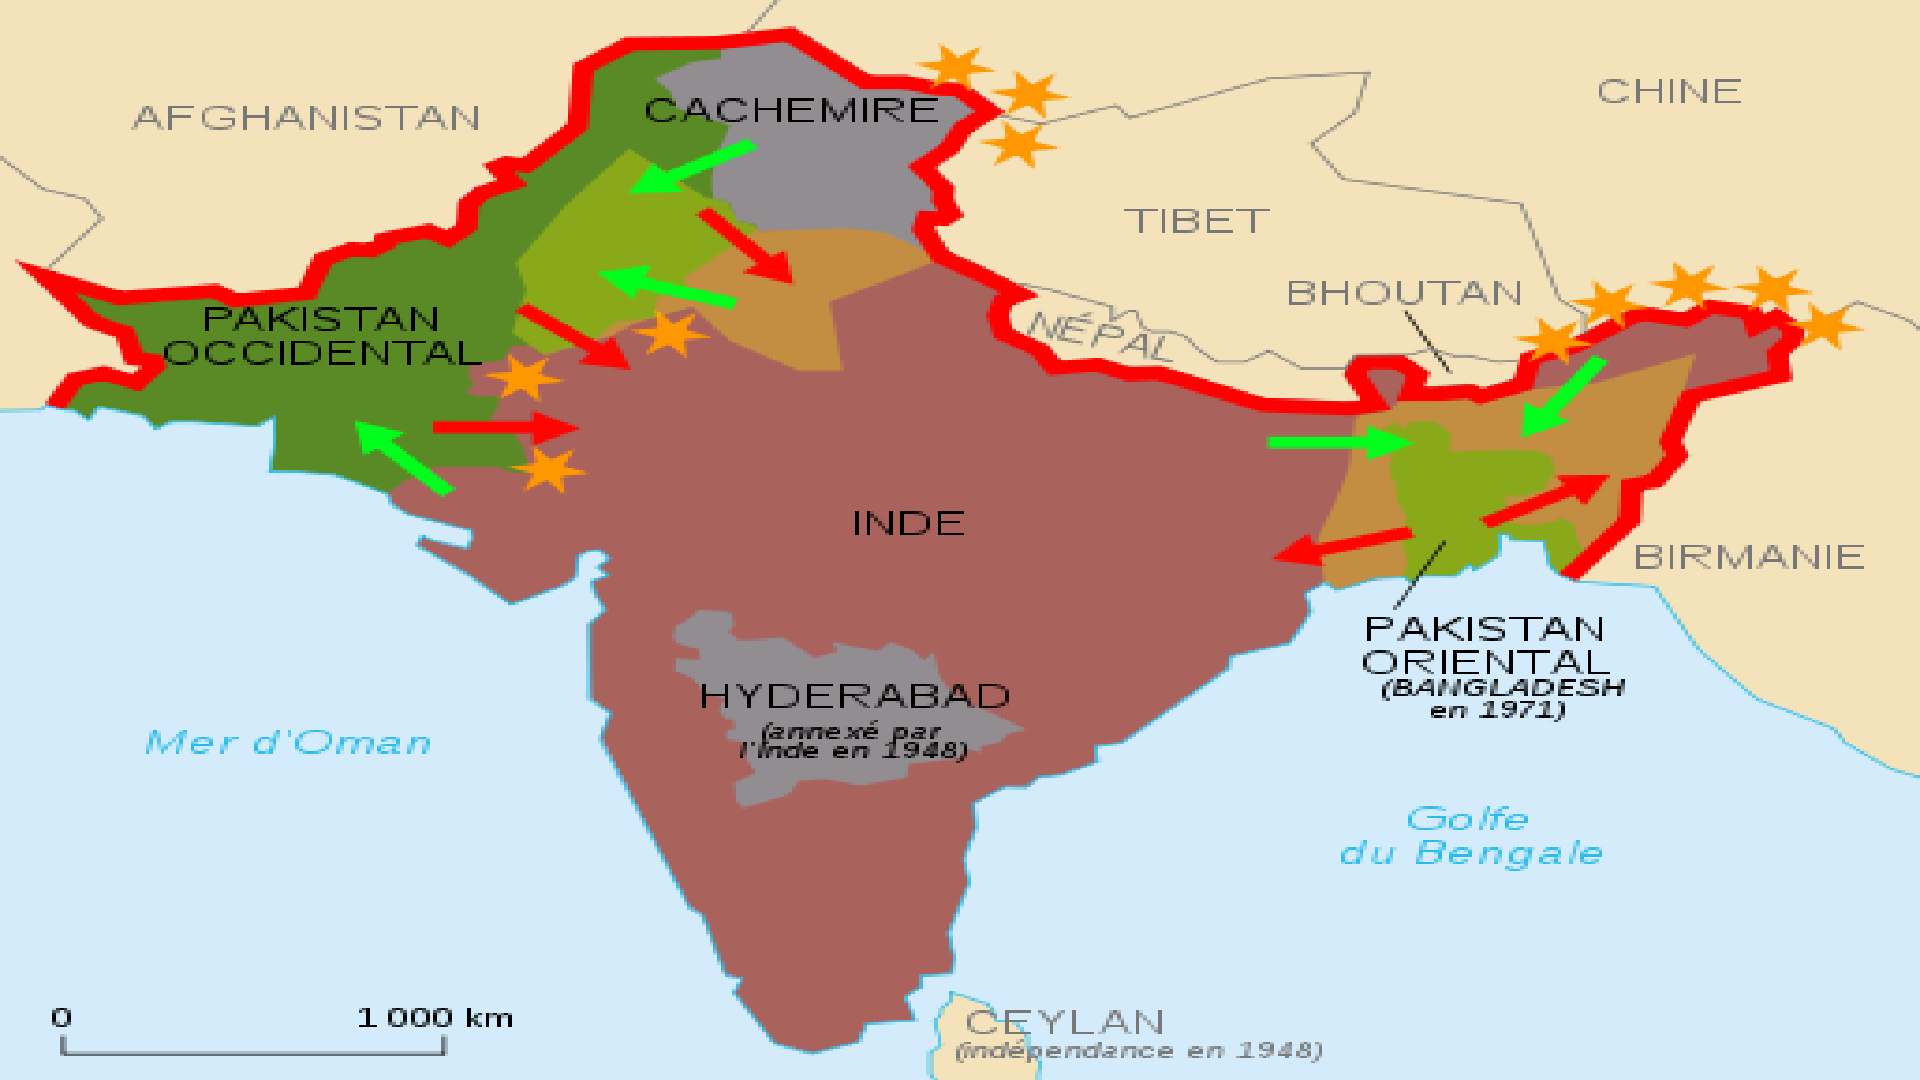 CHINE
CACHEMIRE
AFGHANISTAN
TIBET
BHOUTAN
PAKISTAN
OCCIDENTAL
NÉPAL
INDE
BIRMANIE
PAKISTAN
ORIENTAL
(BANGLADESH
en 1971)
HYDERABAD
(annexé par
l'Inde en 1948)
Mer d'Oman
Golfe
du Bengale
0
1 000 km
CEYLAN
(indépendance en 1948)